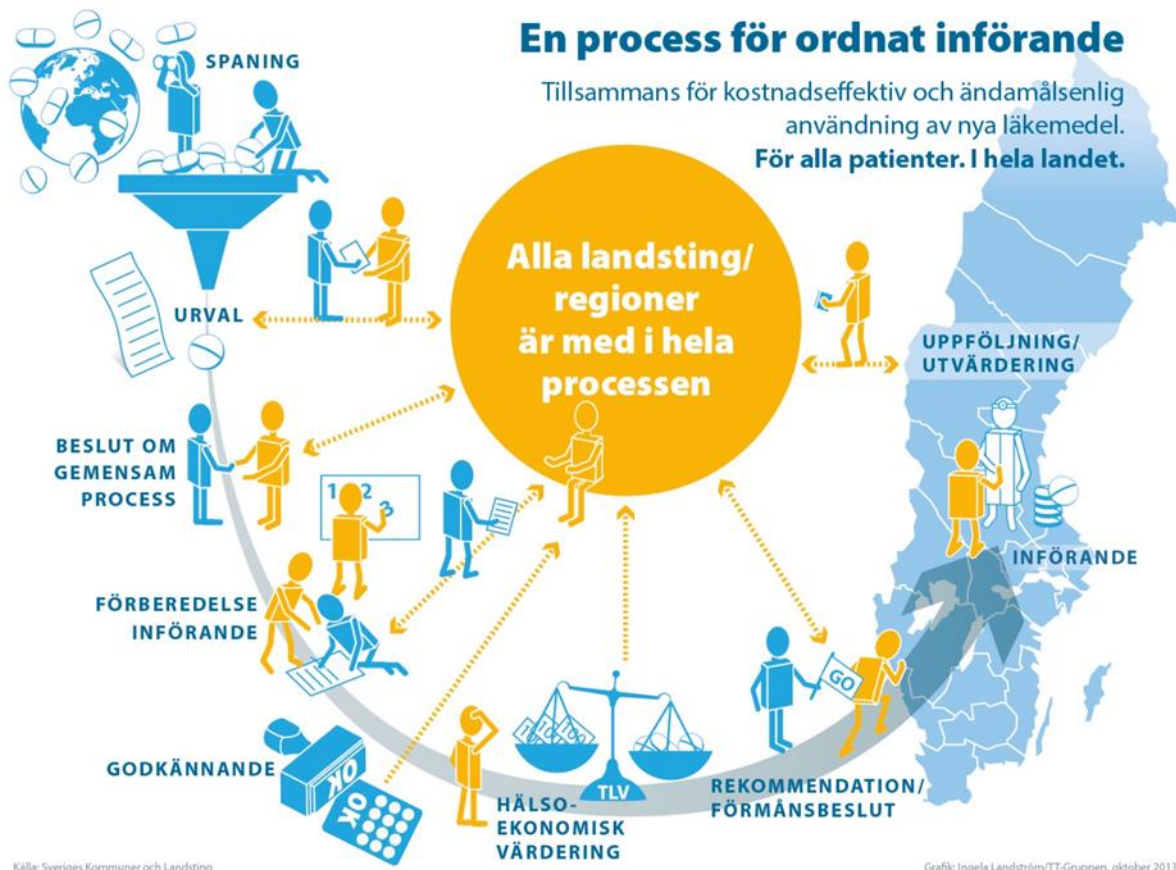 En process för ordnat införande
Tillsammans för kostnadseffektiv och ändamålsenlig
användning av nya läkemedel.
För alla patienter. I hela landet.
SPANING
URVAL
Alla landsting/
regioner
är med i hela
processen
BESLUT OM
GEMENSAM
PROCESS
1 2
3
FÖRBEREDELSE
INFÖRANDE
GODKÄNNANDE
OK
OK
HÄLSO-
EKONOMISK
VÄRDERING
TLV
GO
REKOMMENDATION/
FÖRMÅNSBESLUT
INFÖRANDE
UPPFÖLJNING/
UTVÄRDERING
Källa: Sveriges Kommuner och Landsting
Grafik: Ingela Landström/TT-Gruppen, oktober 2013